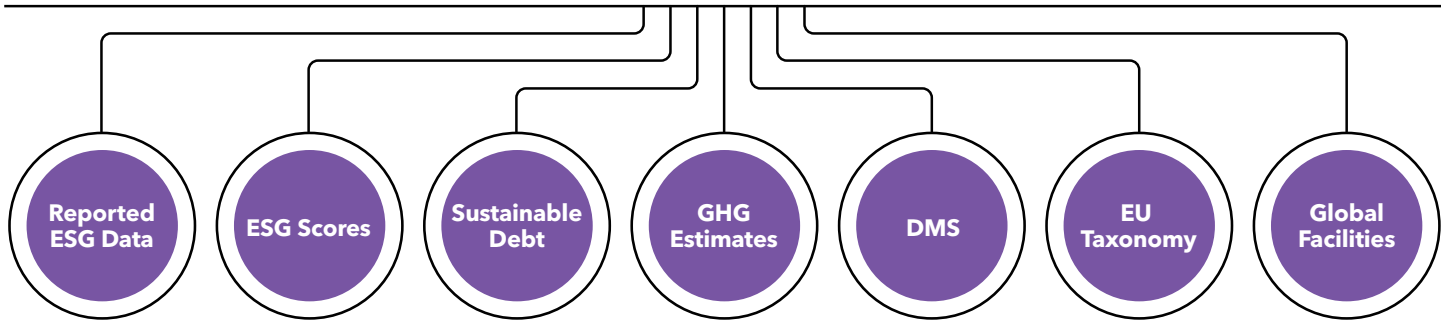 Reported
ESG Data
ESG Scores
Sustainable
Debt
GHG
Estimates
DMS
EU
Taxonomy
Global
Facilities